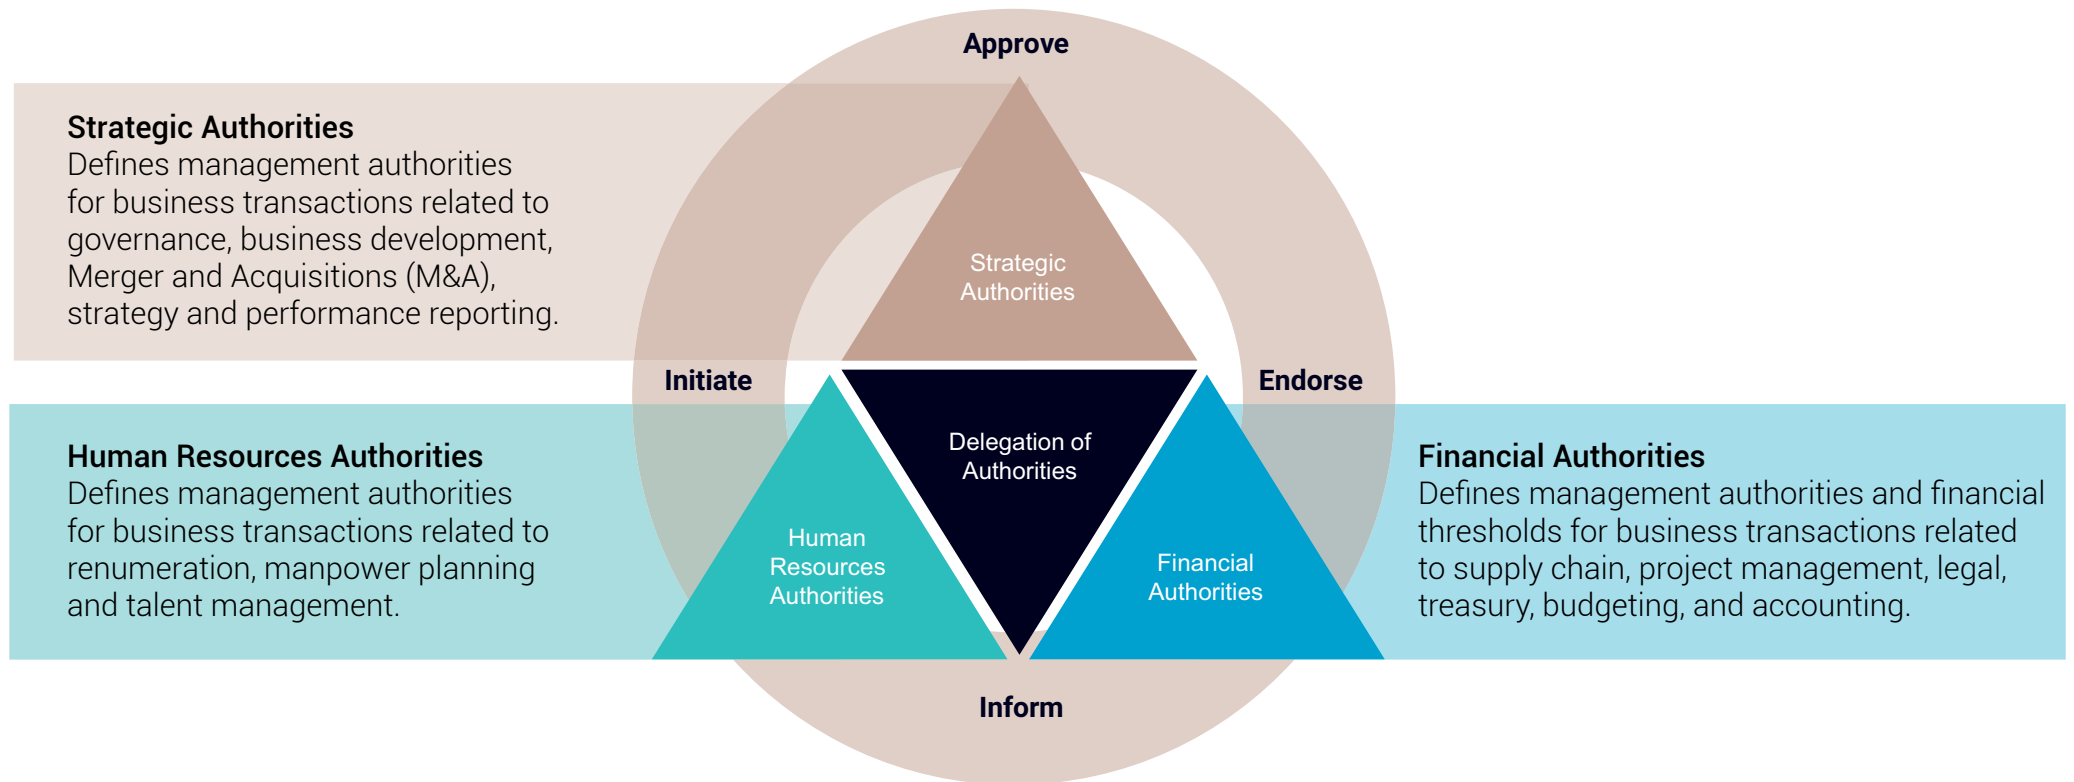 Approve
Strategic Authorities
Defines management authorities
for business transactions related to
governance, business development,
Merger and Acquisitions (M&A),
strategy and performance reporting.
Strategic
Authorities
Initiate
Endorse
Human Resources Authorities
Defines management authorities
for business transactions related to
renumeration, manpower planning
and talent management.
Human
Resources
Authorities
Delegation of
Authorities
Financial
Authorities
Financial Authorities
Defines management authorities and financial
thresholds for business transactions related
to supply chain, project management, legal,
treasury, budgeting, and accounting.
Inform